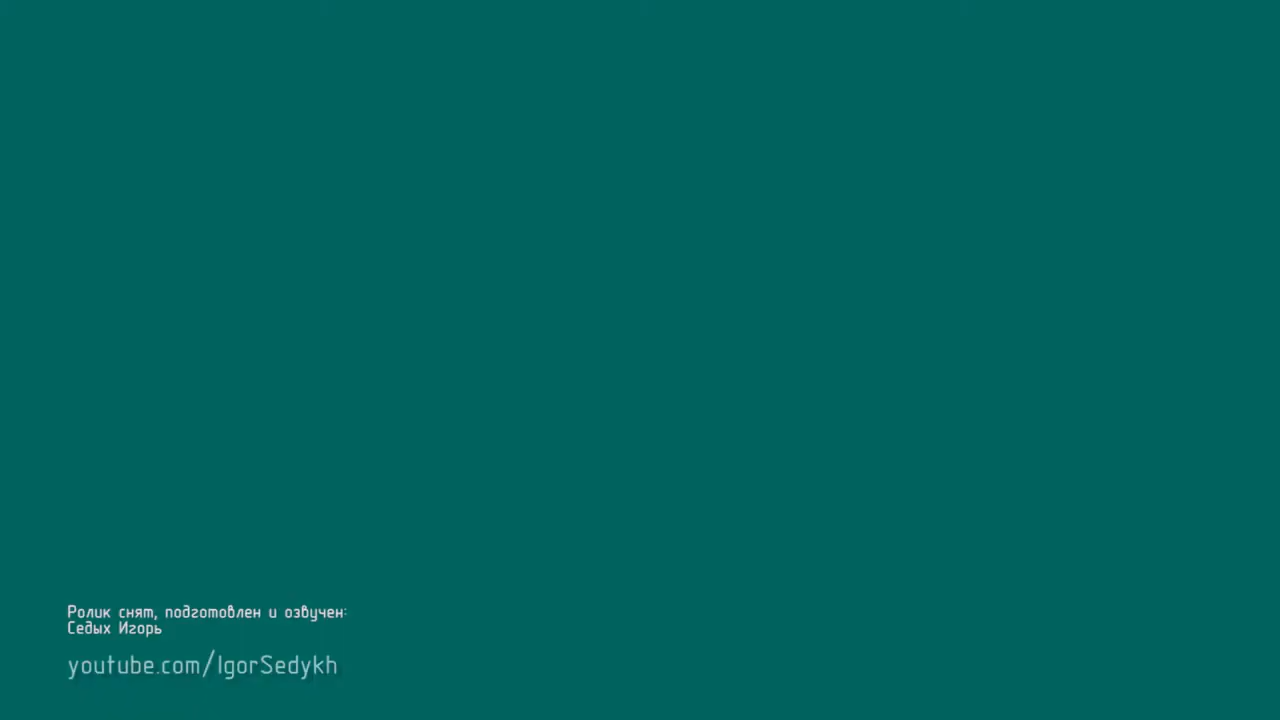 Ролик снят, подготовлен и озвучен:
Седых Игорь
youtube.com/IgorSedykh